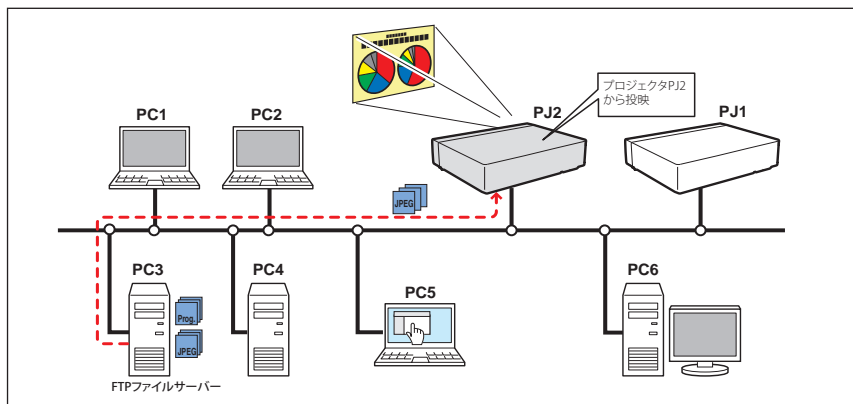 プロジェクタPJ2
から投映
PC1
PC2
PJ2
PJ1
JPEG
PC3
PC4
PC5
PC6
Prog.
JPEG
FTPファイルサーバー